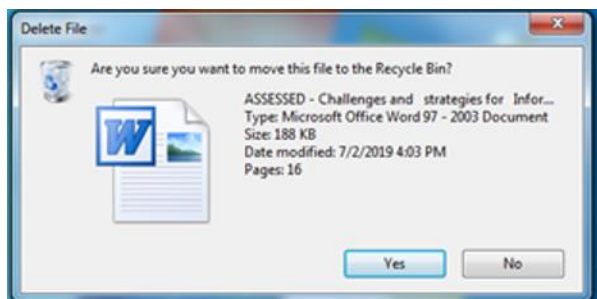 Delete File
Are you sure you want to move this file to the Recycle Bin?
ASSESSED - Challenges and strategies for Infor...
Type: Microsoft Office Word 97 - 2003 Document
Size: 188 KB
Date modified: 7/2/2019 4:03 PM
Pages: 16
Yes
No